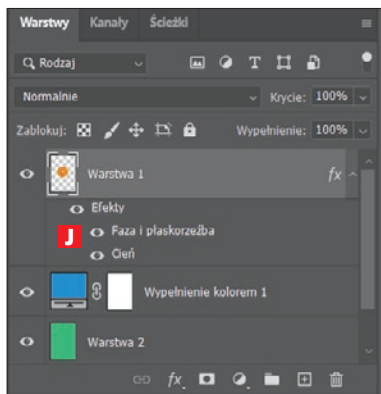 Warstwy Kanały Ścieżki
Rodzaj
Normalnie Krycie: 100%
Zablokuj: Wypełnienie: 100%
Warstwa 1 fx
Efekty
J Faza i płaskorzeźba
Cień
Wypełnienie kolorem 1
Warstwa 2
fx